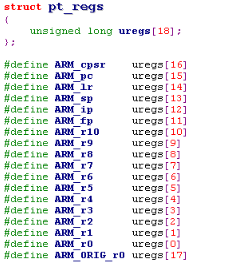 struct pt_regs
{
unsigned long uregs[18];
};
#define ARM_cpsr uregs[16]
#define ARM_pc uregs[15]
#define ARM_lr uregs[14]
#define ARM_sp uregs[13]
#define ARM_ip uregs[12]
#define ARM_fp uregs[11]
#define ARM_r10 uregs[10]
#define ARM_r9 uregs[9]
#define ARM_r8 uregs[8]
#define ARM_r7 uregs[7]
#define ARM_r6 uregs[6]
#define ARM_r5 uregs[5]
#define ARM_r4 uregs[4]
#define ARM_r3 uregs[3]
#define ARM_r2 uregs[2]
#define ARM_r1 uregs[1]
#define ARM_r0 uregs[0]
#define ARM_ORIG_r0 uregs[17]